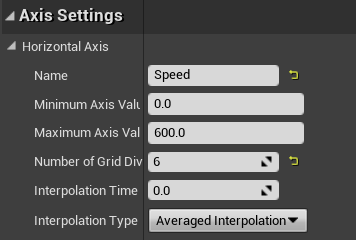 Axis Settings
Horizontal Axis
Name Speed
Minimum Axis Valu 0.0
Maximum Axis Val 600.0
Number of Grid Div 6
Interpolation Time 0.0
Interpolation Type Averaged Interpolation